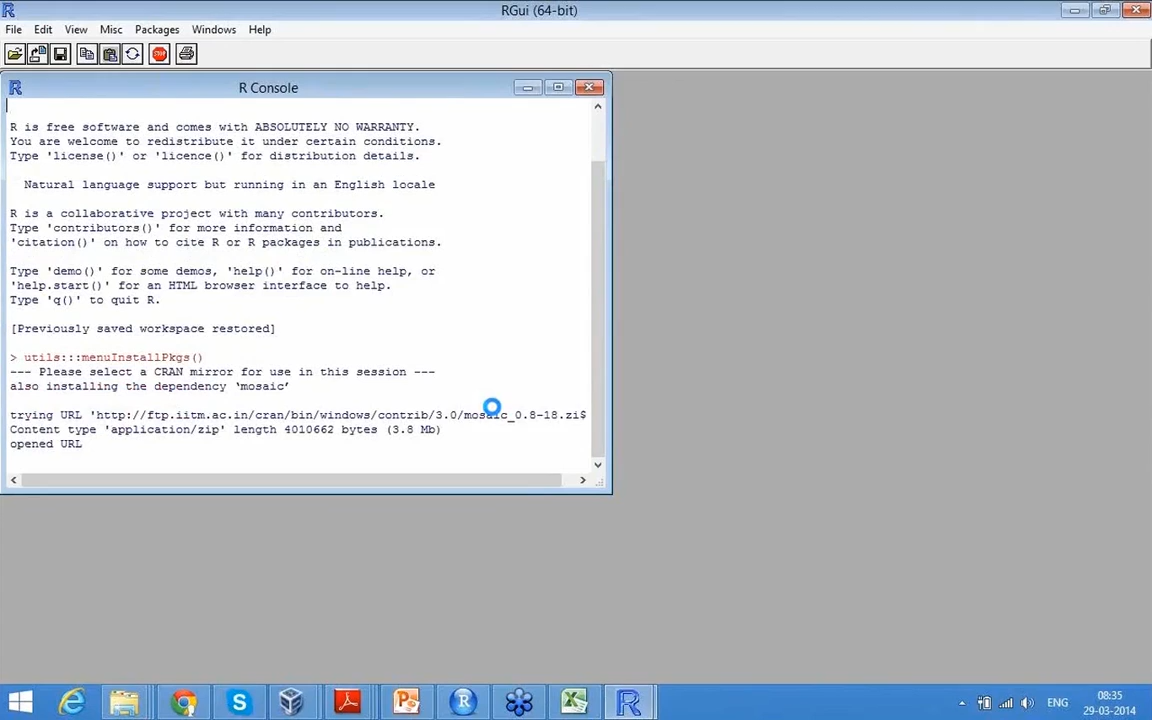 RGui (64-bit)
File Edit View Misc Packages Windows Help
STOP
R Console
R is free software and comes with ABSOLUTELY NO WARRANTY.
You are welcome to redistribute it under certain conditions.
Type 'license()' or 'licence()' for distribution details.
Natural language support but running in an English locale
R is a collaborative project with many contributors.
Type 'contributors()' for more information and
'citation()' on how to cite R or R packages in publications.
Type 'demo()' for some demos, 'help()' for on-line help, or
'help.start()' for an HTML browser interface to help.
Type 'q()' to quit R.
[Previously saved workspace restored]
> utils:::menuInstallPkgs()
--- Please select a CRAN mirror for use in this session ---
also installing the dependency ‘mosaic’
trying URL 'http://ftp.iitm.ac.in/cran/bin/windows/contrib/3.0/mosaic_0.8-18.zi$
Content type 'application/zip' length 4010662 bytes (3.8 Mb)
opened URL
ENG
08:35
29-03-2014